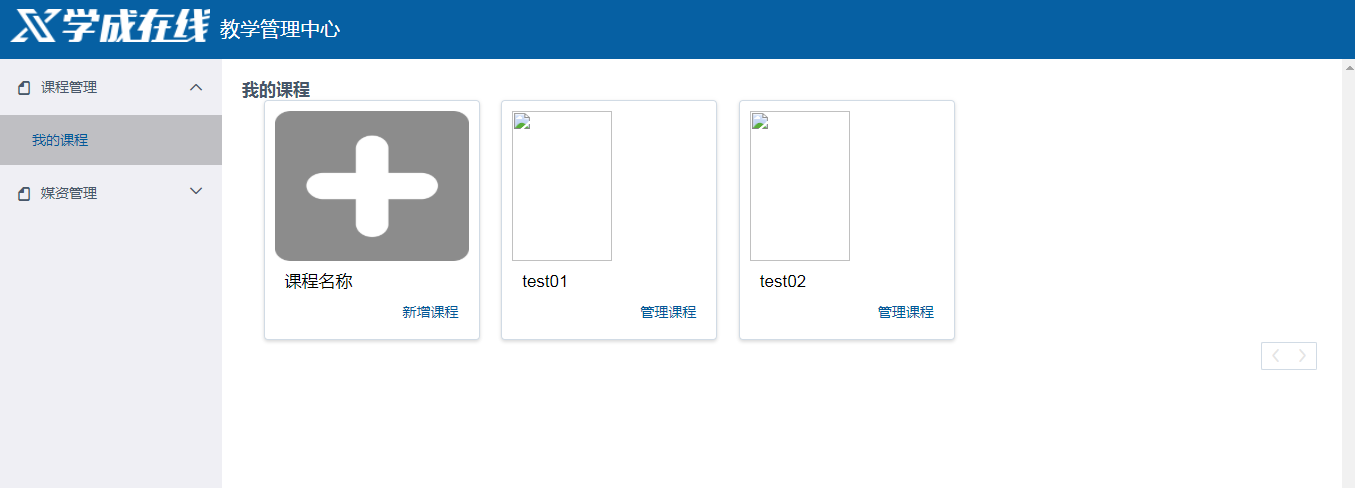 X学成在线 教学管理中心
课程管理
我的课程
媒资管理
我的课程
课程名称
新增课程
test01
管理课程
test02
管理课程